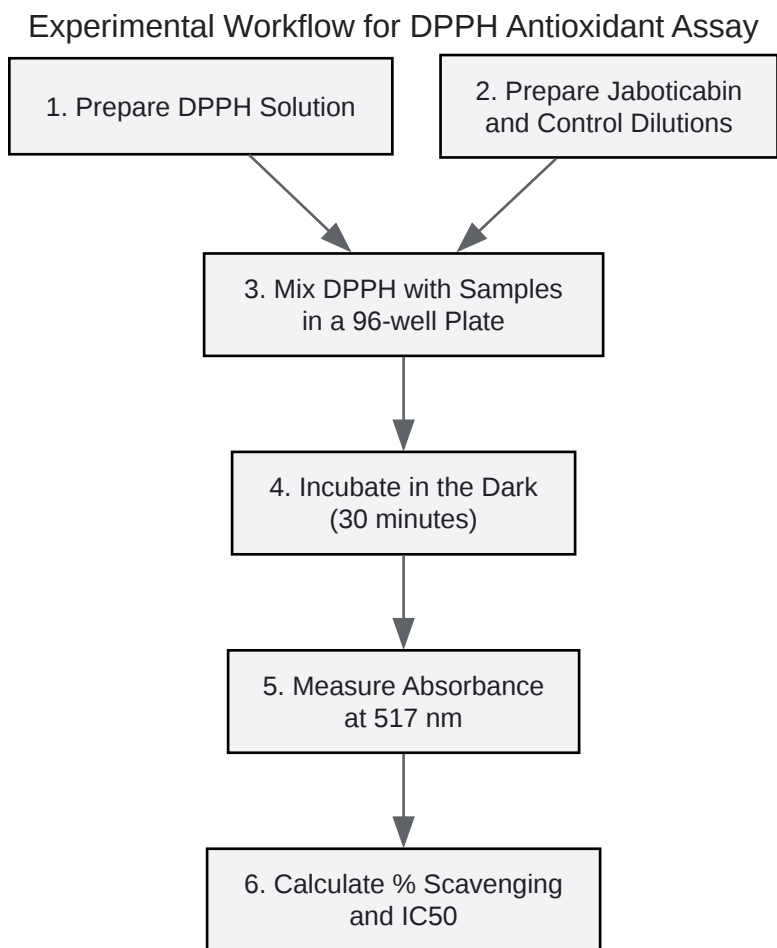 Experimental Workflow for DPPH Antioxidant Assay
1. Prepare DPPH Solution
2. Prepare Jaboticabin
and Control Dilutions
3. Mix DPPH with Samples
in a 96-well Plate
4. Incubate in the Dark
(30 minutes)
5. Measure Absorbance
at 517 nm
6. Calculate % Scavenging
and IC50